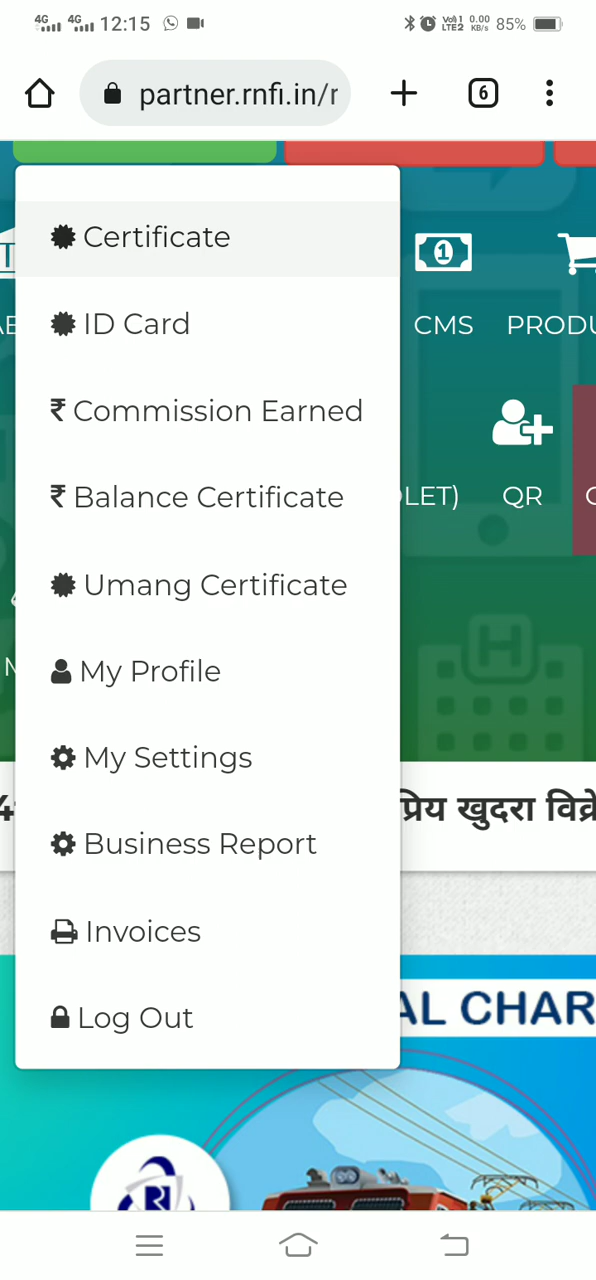 4G 4G 12:15 Vo)) 1 LTE2 0.00 KB/s 85%
partner.rnfi.in/r 6
Certificate
ID Card
CMS PRODU
Commission Earned
Balance Certificate
LET) QR
Umang Certificate
My Profile
My Settings
प्रिय खुदरा विक्रे
Business Report
Invoices
Log Out
AL CHAR